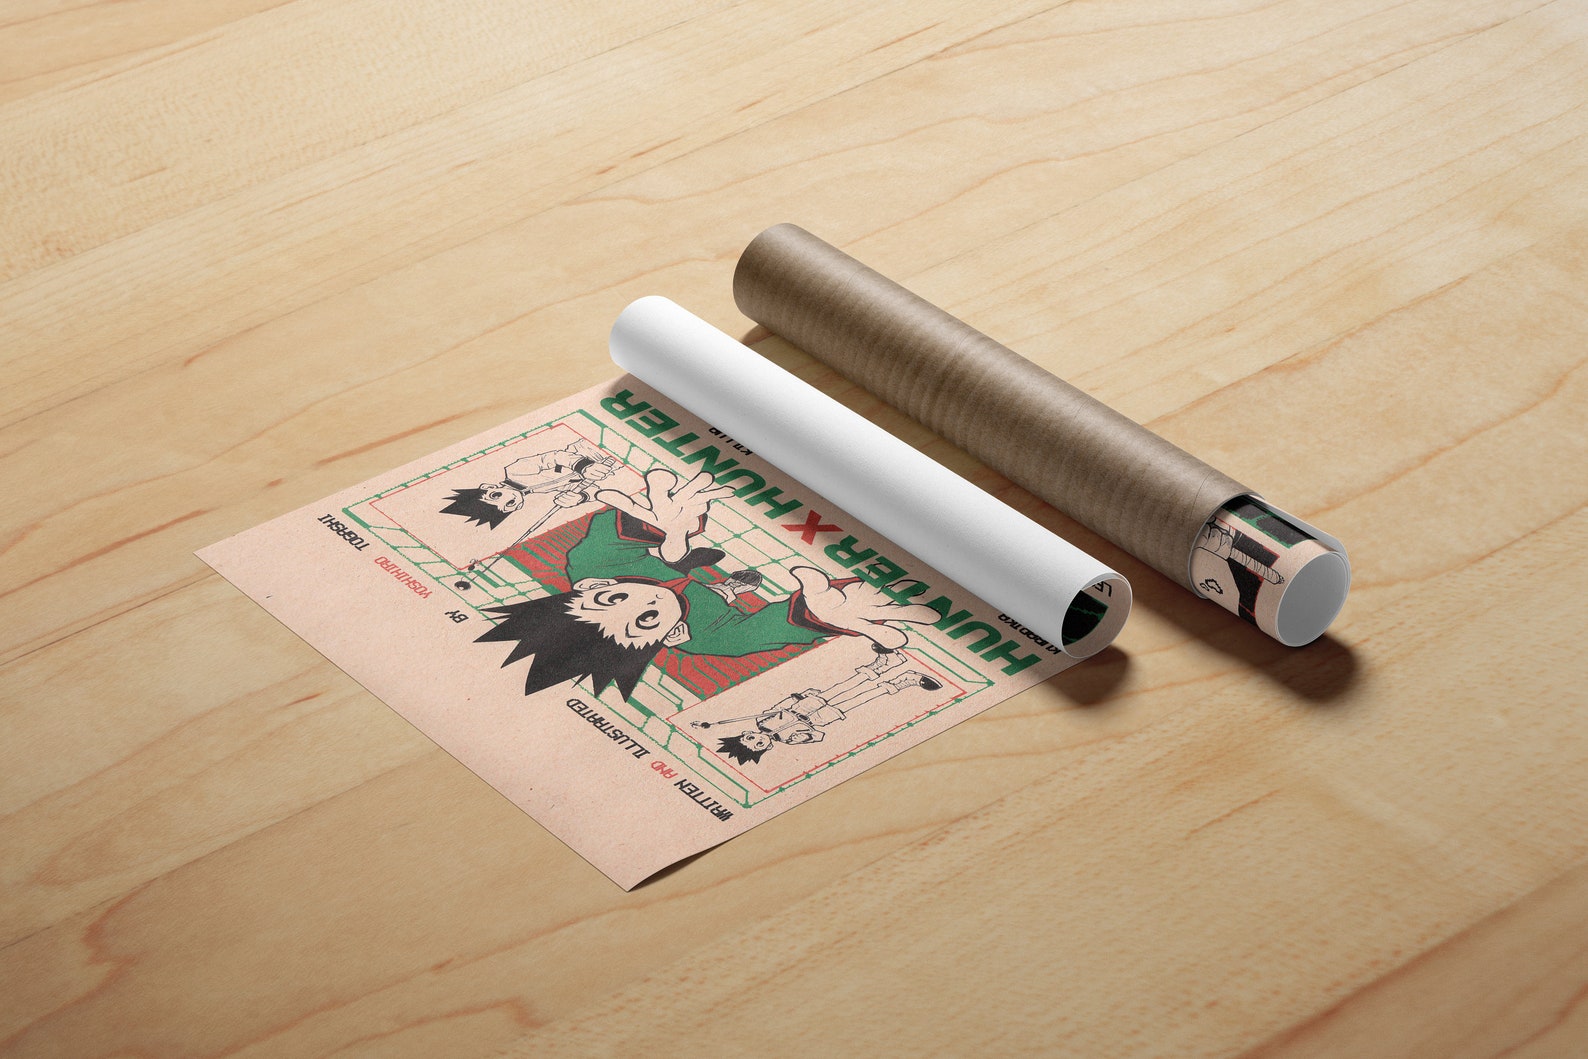 WRITTEN AND ILLUSTRATED BY YOSHIHIRO TOGASHI
HUNTER X HUNTER
KURAPIKA KILLUA